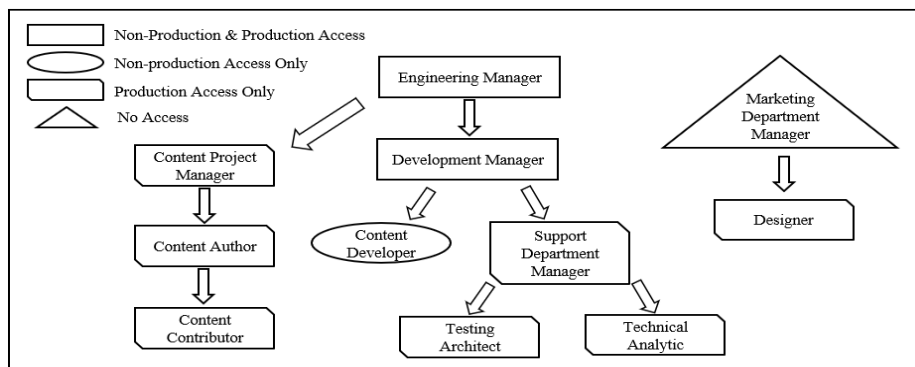 Non-Production & Production Access
Non-production Access Only
Production Access Only
No Access
Engineering Manager
Marketing
Department
Manager
Content Project
Manager
Development Manager
Content Author
Content
Developer
Support
Department
Manager
Designer
Content
Contributor
Testing
Architect
Technical
Analytic